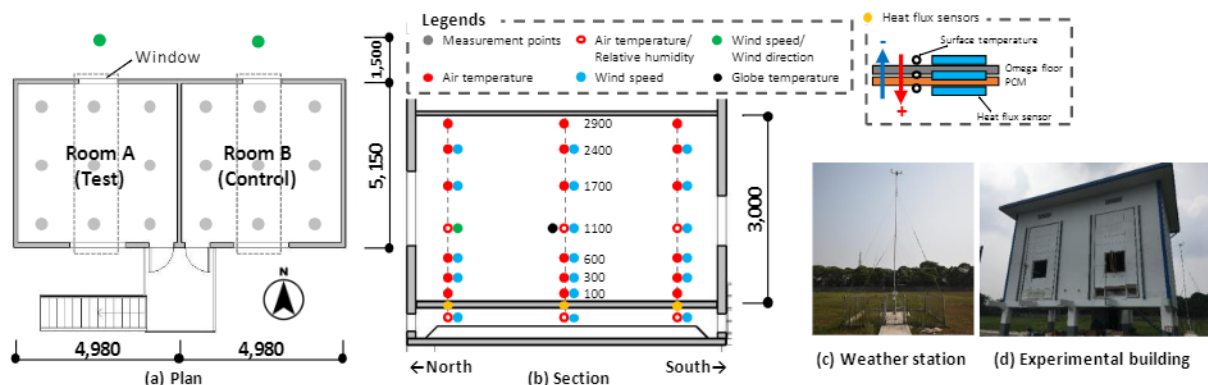 Legends
Measurement points
Air temperature/
Relative humidity
Wind speed/
Wind direction
Air temperature
Wind speed
Globe temperature
Heat flux sensors
-
+
Surface temperature
Omega floor
PCM
Heat flux sensor
Window
1,500
Room A
(Test)
Room B
(Control)
5,150
N
4,980
4,980
(a) Plan
2900
2400
1700
1100
600
300
100
3,000
←North
South→
(b) Section
(c) Weather station
(d) Experimental building